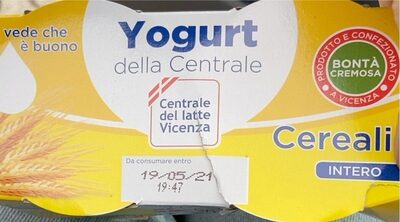 vede che
è buono
Yogurt
della Centrale
Centrale
del latte
Vicenza
PRODOTTO E CONFEZIONATO
A VICENZA
BONTÀ
CREMOSA
Cereali
INTERO
Da consumare entro
19/05/21
19:47